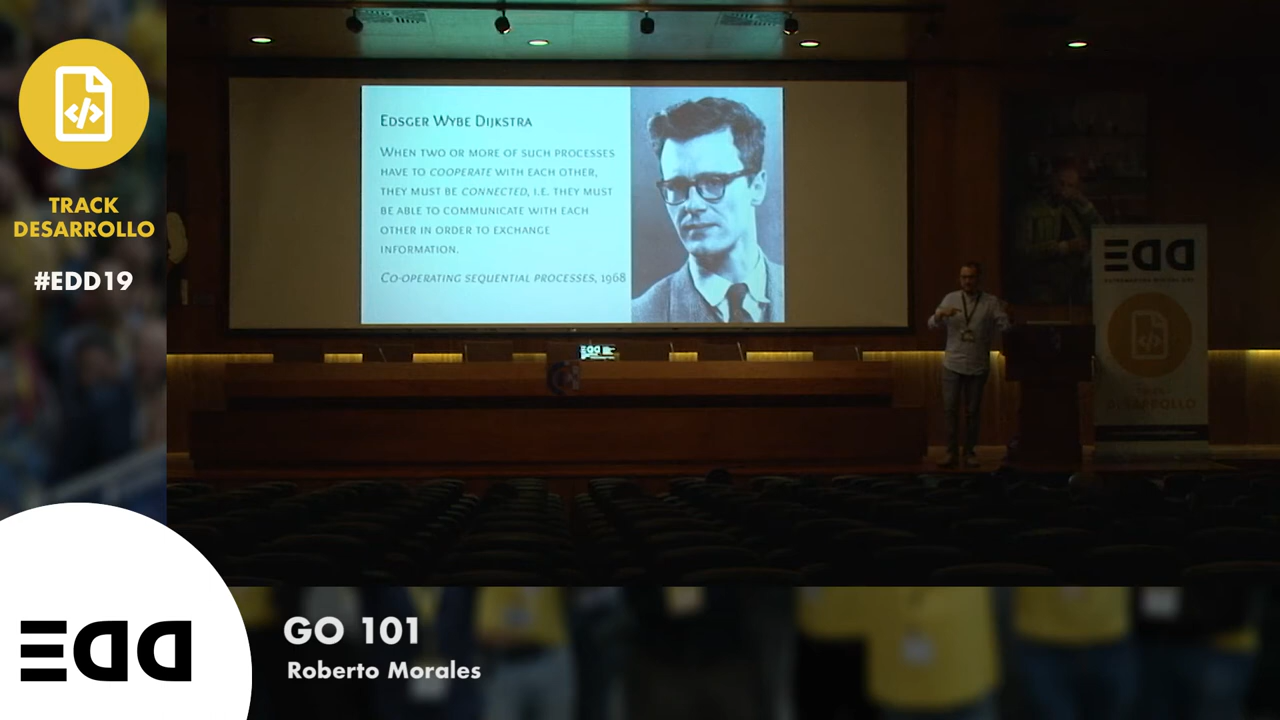 TRACK
DESARROLLO
#EDD19
EDSGER WYBE DIJKSTRA
WHEN TWO OR MORE OF SUCH PROCESSES
HAVE TO COOPERATE WITH EACH OTHER,
THEY MUST BE CONNECTED, I.E. THEY MUST
BE ABLE TO COMMUNICATE WITH EACH
OTHER IN ORDER TO EXCHANGE
INFORMATION.
CO-OPERATING SEQUENTIAL PROCESSES, 1968
EDD
DESARROLLO
EDD
EDD
GO 101
Roberto Morales